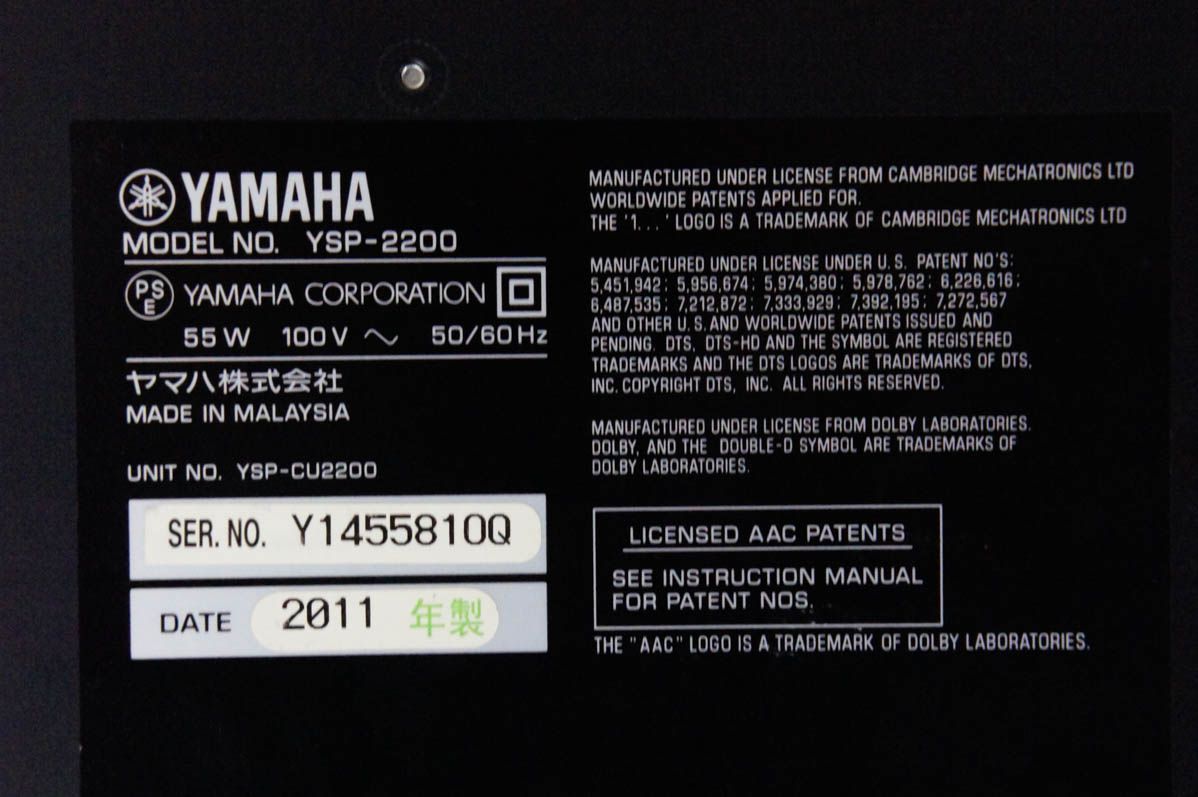 YAMAHA
MODEL NO. YSP-2200
PS
E
YAMAHA CORPORATION
55 W 100 V ~ 50/60 Hz
ヤマハ株式会社
MADE IN MALAYSIA
UNIT NO. YSP-CU2200
SER. NO. Y1455810Q
DATE 2011 年製
MANUFACTURED UNDER LICENSE FROM CAMBRIDGE MECHATRONICS LTD
WORLDWIDE PATENTS APPLIED FOR.
THE '1...' LOGO IS A TRADEMARK OF CAMBRIDGE MECHATRONICS LTD
MANUFACTURED UNDER LICENSE UNDER U.S. PATENT NO'S:
5,451,942; 5,956,674; 5,974,380; 5,978,762; 6,226,616;
6,487,535; 7,212,872; 7,333,929; 7,392,195; 7,272,567
AND OTHER U.S. AND WORLDWIDE PATENTS ISSUED AND
PENDING. DTS, DTS-HD AND THE SYMBOL ARE REGISTERED
TRADEMARKS AND THE DTS LOGOS ARE TRADEMARKS OF DTS,
INC. COPYRIGHT DTS, INC. ALL RIGHTS RESERVED.
MANUFACTURED UNDER LICENSE FROM DOLBY LABORATORIES.
DOLBY, AND THE DOUBLE-D SYMBOL ARE TRADEMARKS OF
DOLBY LABORATORIES.
LICENSED AAC PATENTS
SEE INSTRUCTION MANUAL
FOR PATENT NOS.
THE "AAC" LOGO IS A TRADEMARK OF DOLBY LABORATORIES.